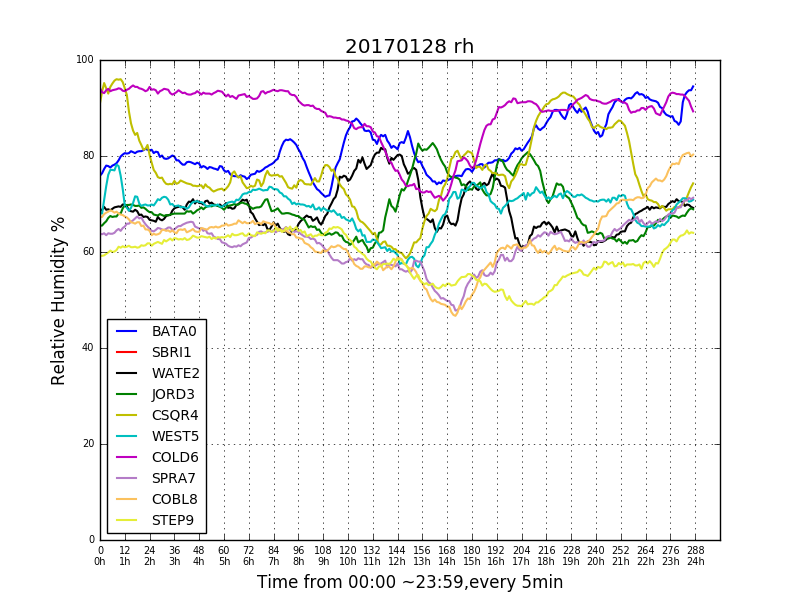 20170128 rh
100
80
60
40
20
0
Relative Humidity %
BATA0
SBRI1
WATE2
JORD3
CSQR4
WEST5
COLD6
SPRA7
COBL8
STEP9
0 12 24 36 48 60 72 84 96 108 120 132 144 156 168 180 192 204 216 228 240 252 264 276 288
0h 1h 2h 3h 4h 5h 6h 7h 8h 9h 10h 11h 12h 13h 14h 15h 16h 17h 18h 19h 20h 21h 22h 23h 24h
Time from 00:00 ~23:59,every 5min